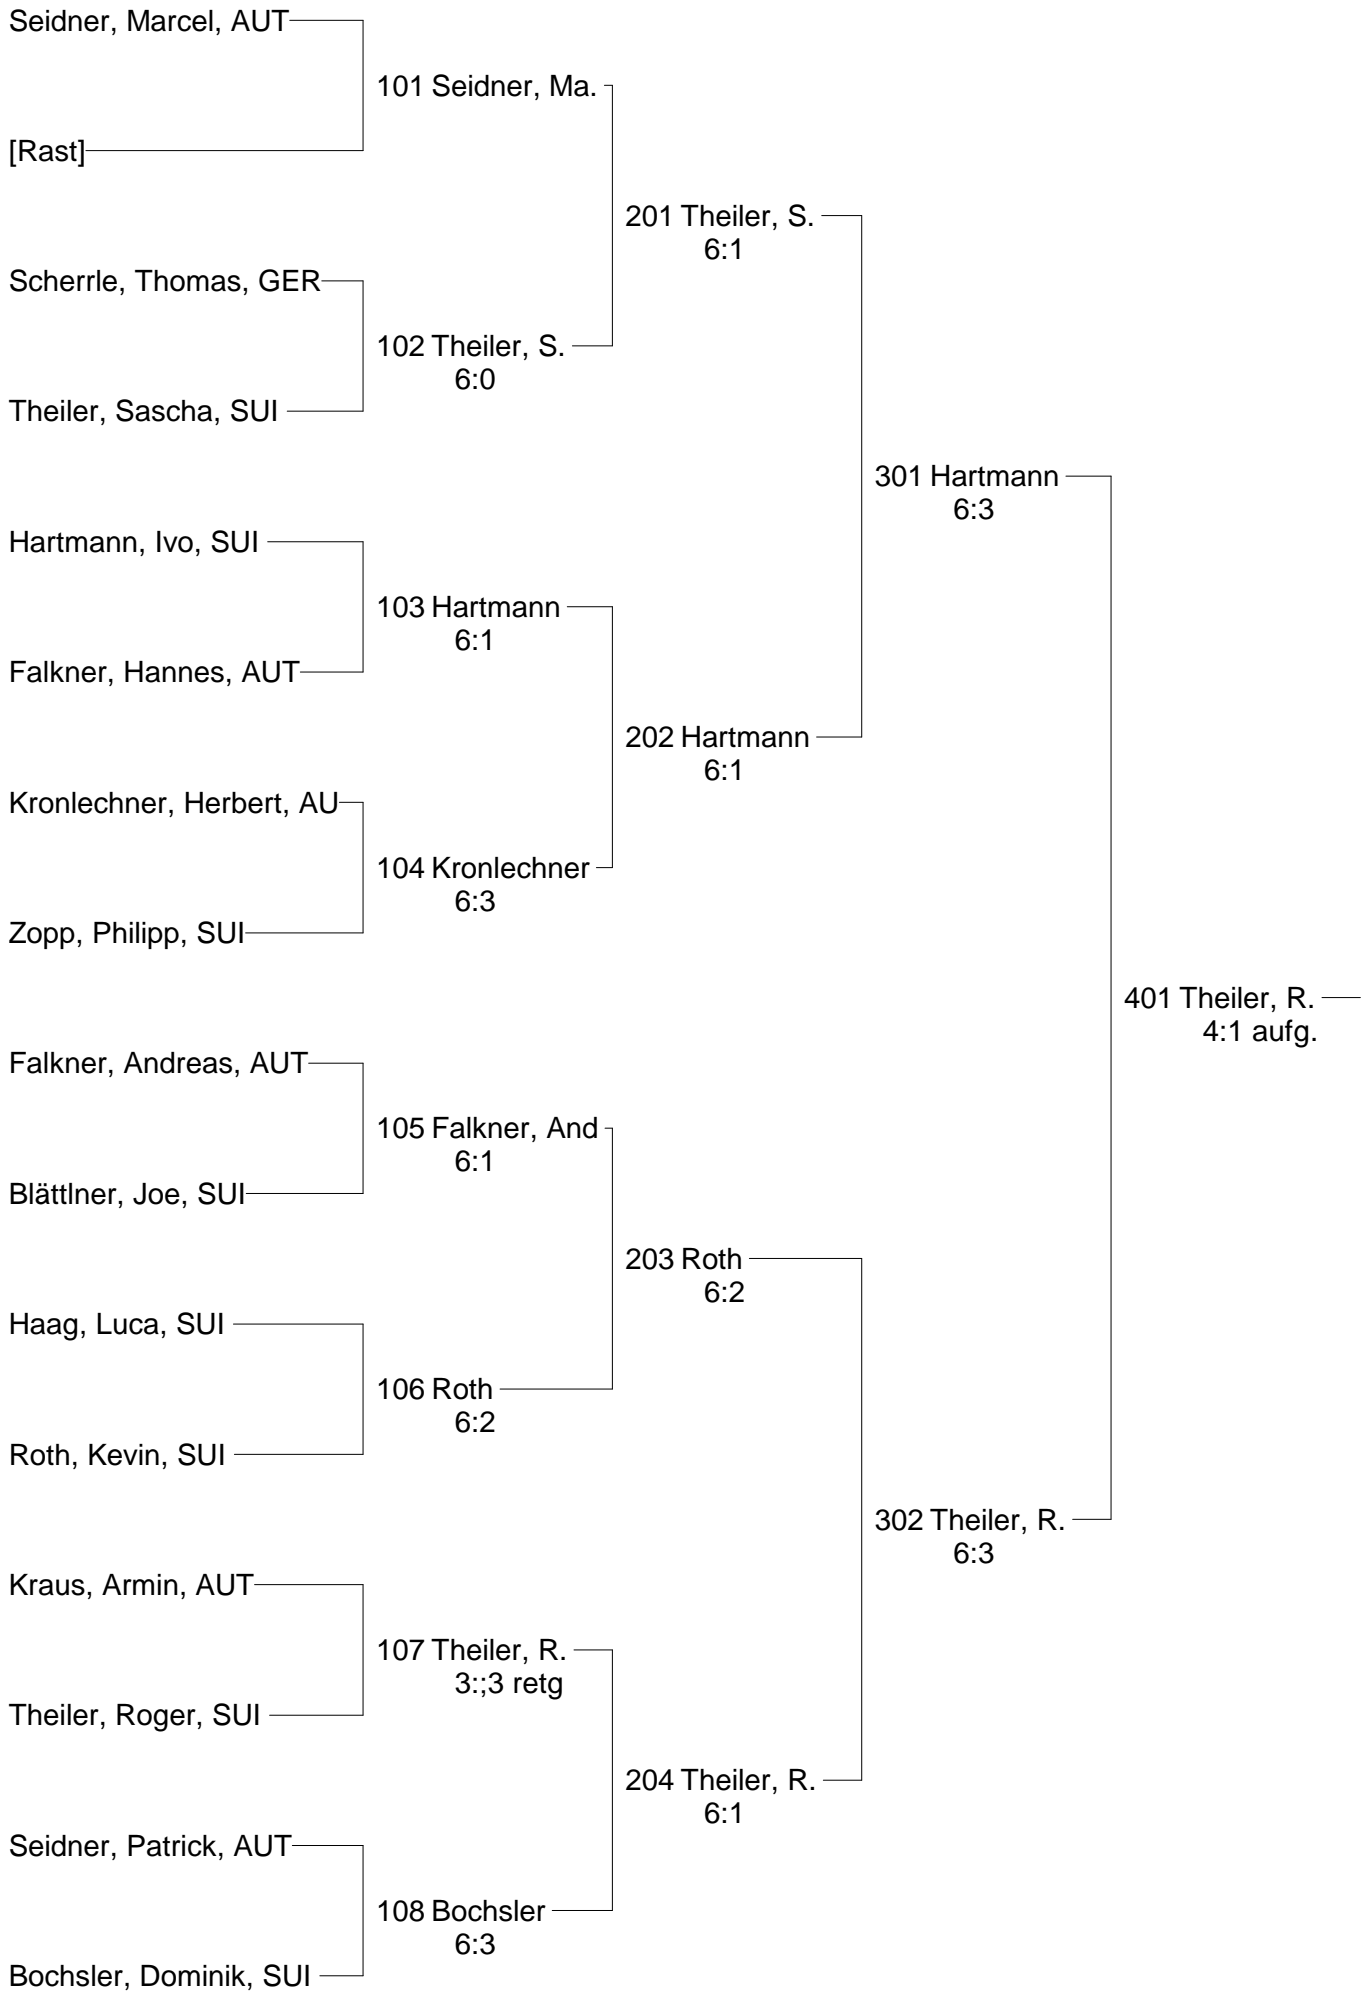 Seidner, Marcel, AUT
101 Seidner, Ma.
[Rast]
201 Theiler, S.
6:1
Scherrle, Thomas, GER
102 Theiler, S.
6:0
Theiler, Sascha, SUI
301 Hartmann
6:3
Hartmann, Ivo, SUI
103 Hartmann
6:1
Falkner, Hannes, AUT
202 Hartmann
6:1
Kronlechner, Herbert, AU
104 Kronlechner
6:3
Zopp, Philipp, SUI
401 Theiler, R.
4:1 aufg.
Falkner, Andreas, AUT
105 Falkner, And
6:1
Blättlner, Joe, SUI
203 Roth
6:2
Haag, Luca, SUI
106 Roth
6:2
Roth, Kevin, SUI
302 Theiler, R.
6:3
Kraus, Armin, AUT
107 Theiler, R.
3:;3 retg
Theiler, Roger, SUI
204 Theiler, R.
6:1
Seidner, Patrick, AUT
108 Bochsler
6:3
Bochsler, Dominik, SUI